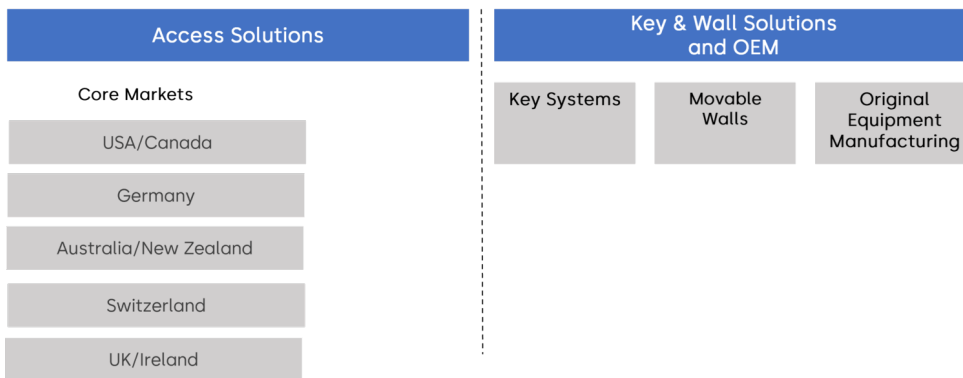 Access Solutions
Core Markets
USA/Canada
Germany
Australia/New Zealand
Switzerland
UK/Ireland
Key & Wall Solutions
and OEM
Key Systems
Movable
Walls
Original
Equipment
Manufacturing